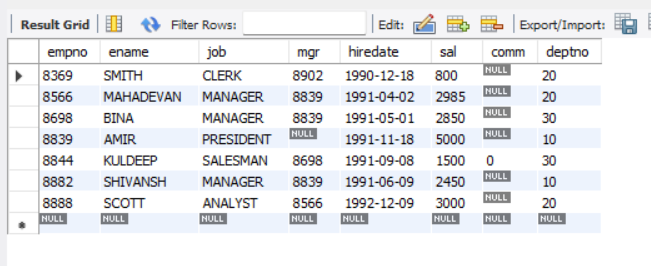 Result Grid Filter Rows: Edit: Export/Import:
empno ename job mgr hiredate sal comm deptno
8369 SMITH CLERK 8902 1990-12-18 800 NULL 20
8566 MAHADEVAN MANAGER 8839 1991-04-02 2985 NULL 20
8698 BINA MANAGER 8839 1991-05-01 2850 NULL 30
8839 AMIR PRESIDENT NULL 1991-11-18 5000 NULL 10
8844 KULDEEP SALESMAN 8698 1991-09-08 1500 0 30
8882 SHIVANSH MANAGER 8839 1991-06-09 2450 NULL 10
8888 SCOTT ANALYST 8566 1992-12-09 3000 NULL 20
NULL NULL NULL NULL NULL NULL NULL NULL